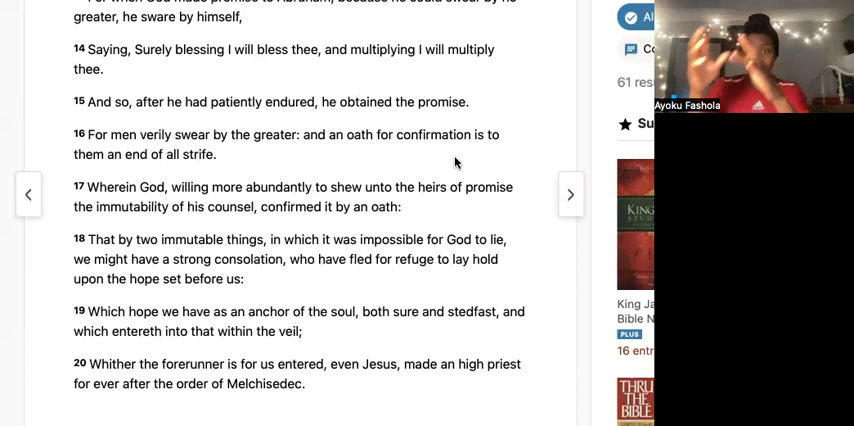 greater, he sware by himself,
14 Saying, Surely blessing I will bless thee, and multiplying I will multiply
thee.
15 And so, after he had patiently endured, he obtained the promise.
16 For men verily swear by the greater: and an oath for confirmation is to
them an end of all strife.
17 Wherein God, willing more abundantly to shew unto the heirs of promise
the immutability of his counsel, confirmed it by an oath:
18 That by two immutable things, in which it was impossible for God to lie,
we might have a strong consolation, who have fled for refuge to lay hold
upon the hope set before us:
19 Which hope we have as an anchor of the soul, both sure and stedfast, and
which entereth into that within the veil;
20 Whither the forerunner is for us entered, even Jesus, made an high priest
for ever after the order of Melchisedec.
61 res
Su
KING
King Ja
Bible N
PLUS
16 entr
THRU
THE
BIBLE
Ayoku Fashola